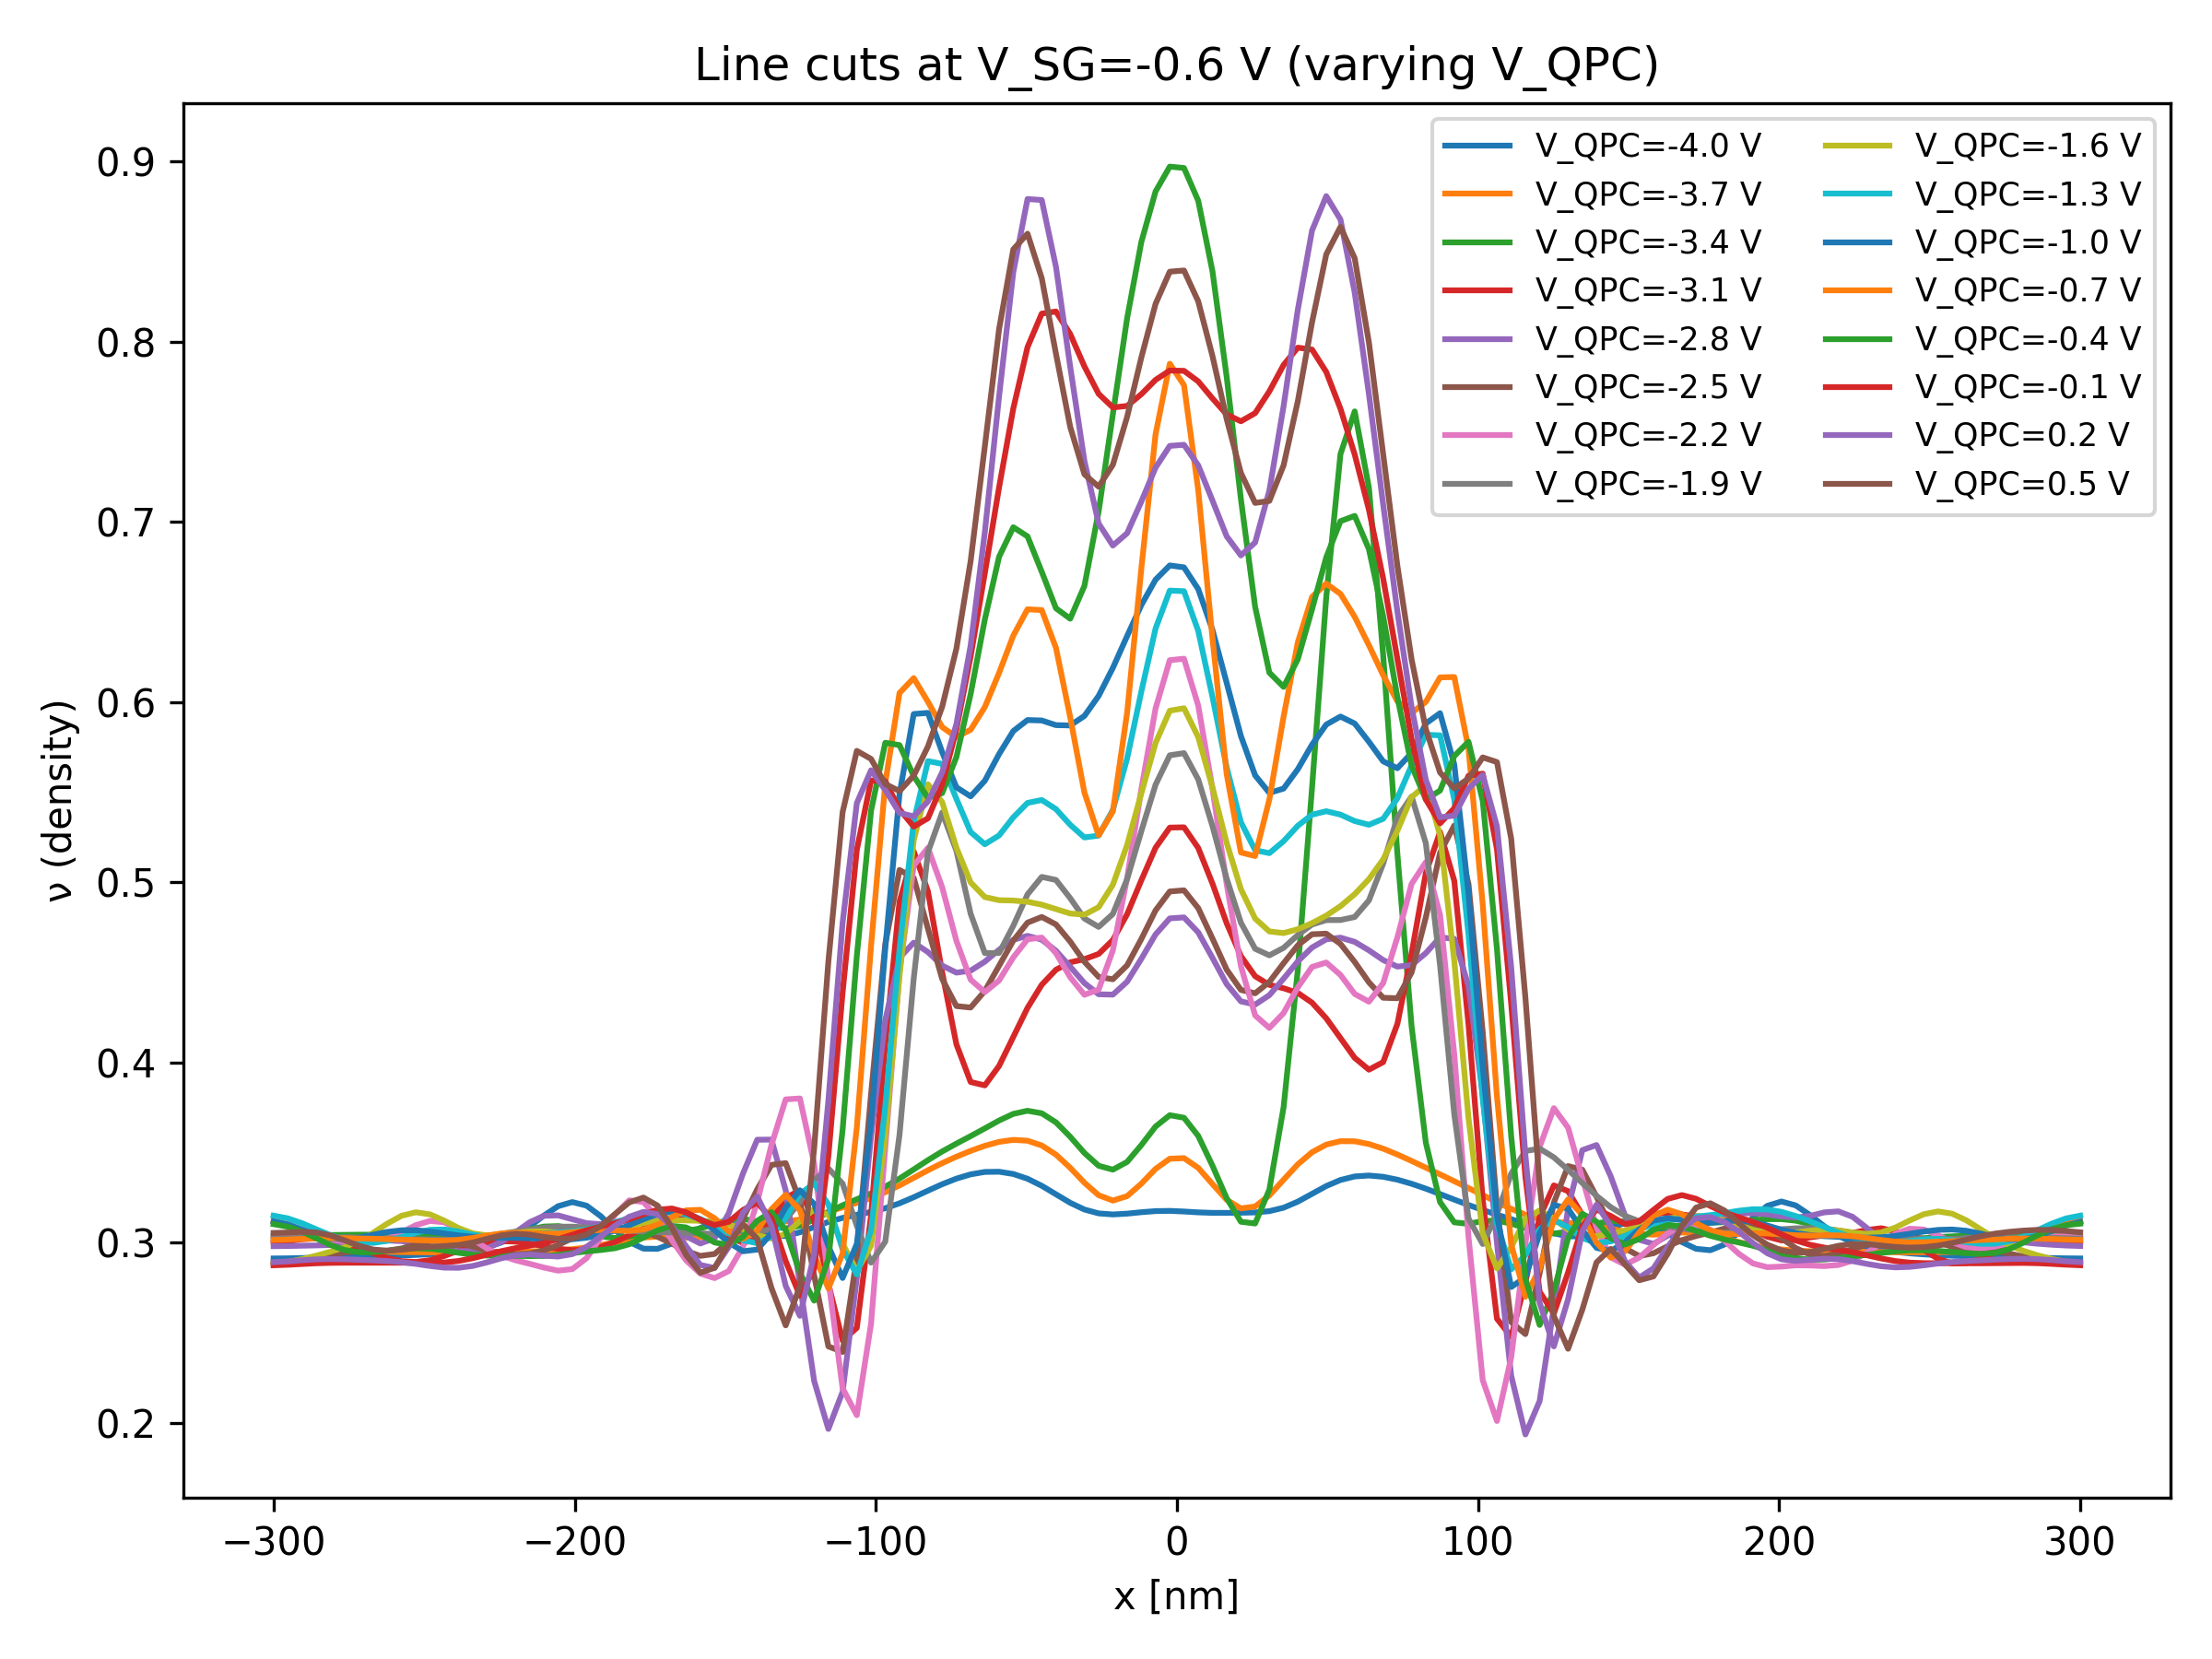 Line cuts at V_SG=-0.6 V (varying V_QPC)
V_QPC=-4.0 V
V_QPC=-3.7 V
V_QPC=-3.4 V
V_QPC=-3.1 V
V_QPC=-2.8 V
V_QPC=-2.5 V
V_QPC=-2.2 V
V_QPC=-1.9 V
V_QPC=-1.6 V
V_QPC=-1.3 V
V_QPC=-1.0 V
V_QPC=-0.7 V
V_QPC=-0.4 V
V_QPC=-0.1 V
V_QPC=0.2 V
V_QPC=0.5 V
ν (density)
0.9
0.8
0.7
0.6
0.5
0.4
0.3
0.2
−300
−200
−100
0
100
200
300
x [nm]